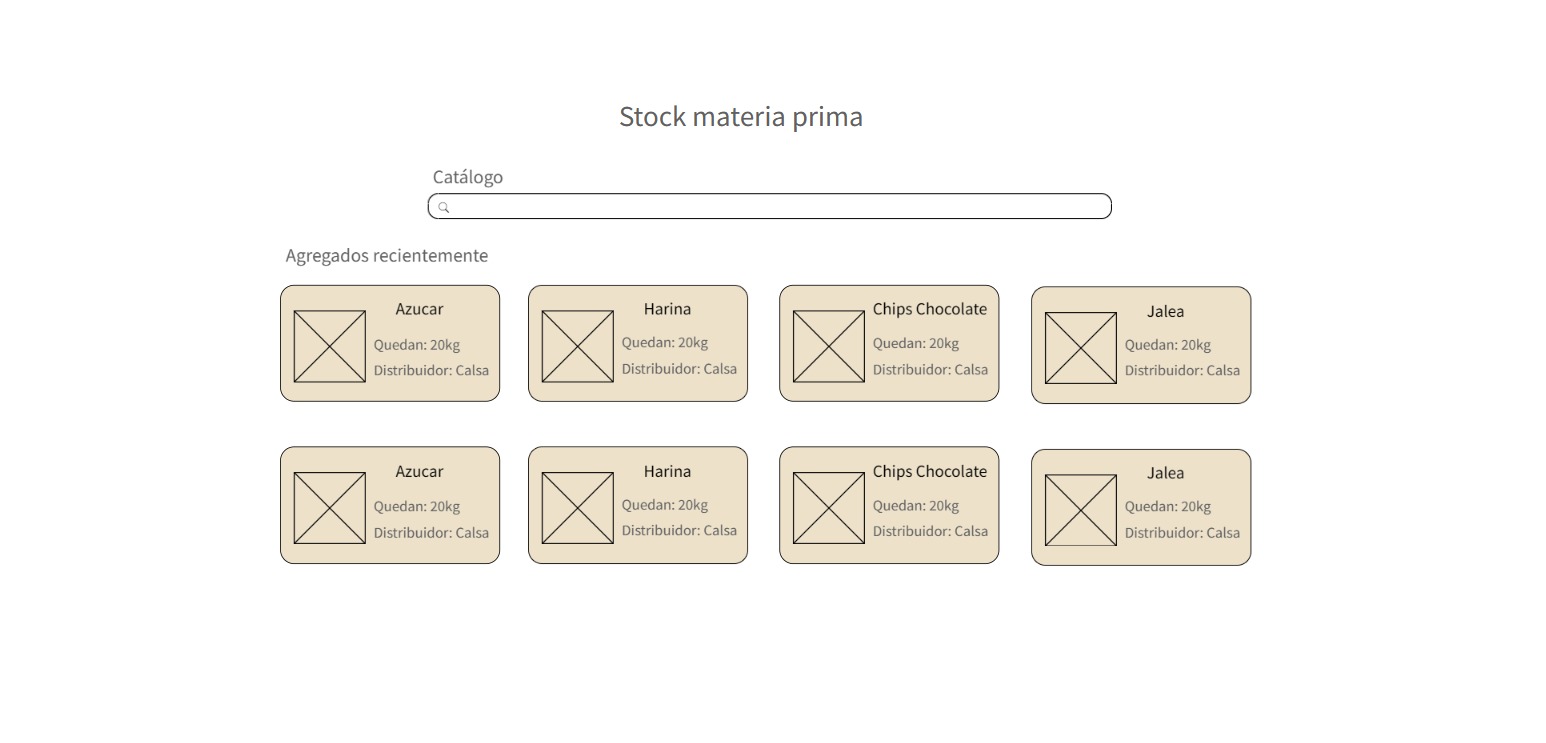 Stock materia prima
Catálogo
Agregados recientemente
Azucar
Quedan: 20kg
Distribuidor: Calsa
Harina
Quedan: 20kg
Distribuidor: Calsa
Chips Chocolate
Quedan: 20kg
Distribuidor: Calsa
Jalea
Quedan: 20kg
Distribuidor: Calsa
Azucar
Quedan: 20kg
Distribuidor: Calsa
Harina
Quedan: 20kg
Distribuidor: Calsa
Chips Chocolate
Quedan: 20kg
Distribuidor: Calsa
Jalea
Quedan: 20kg
Distribuidor: Calsa